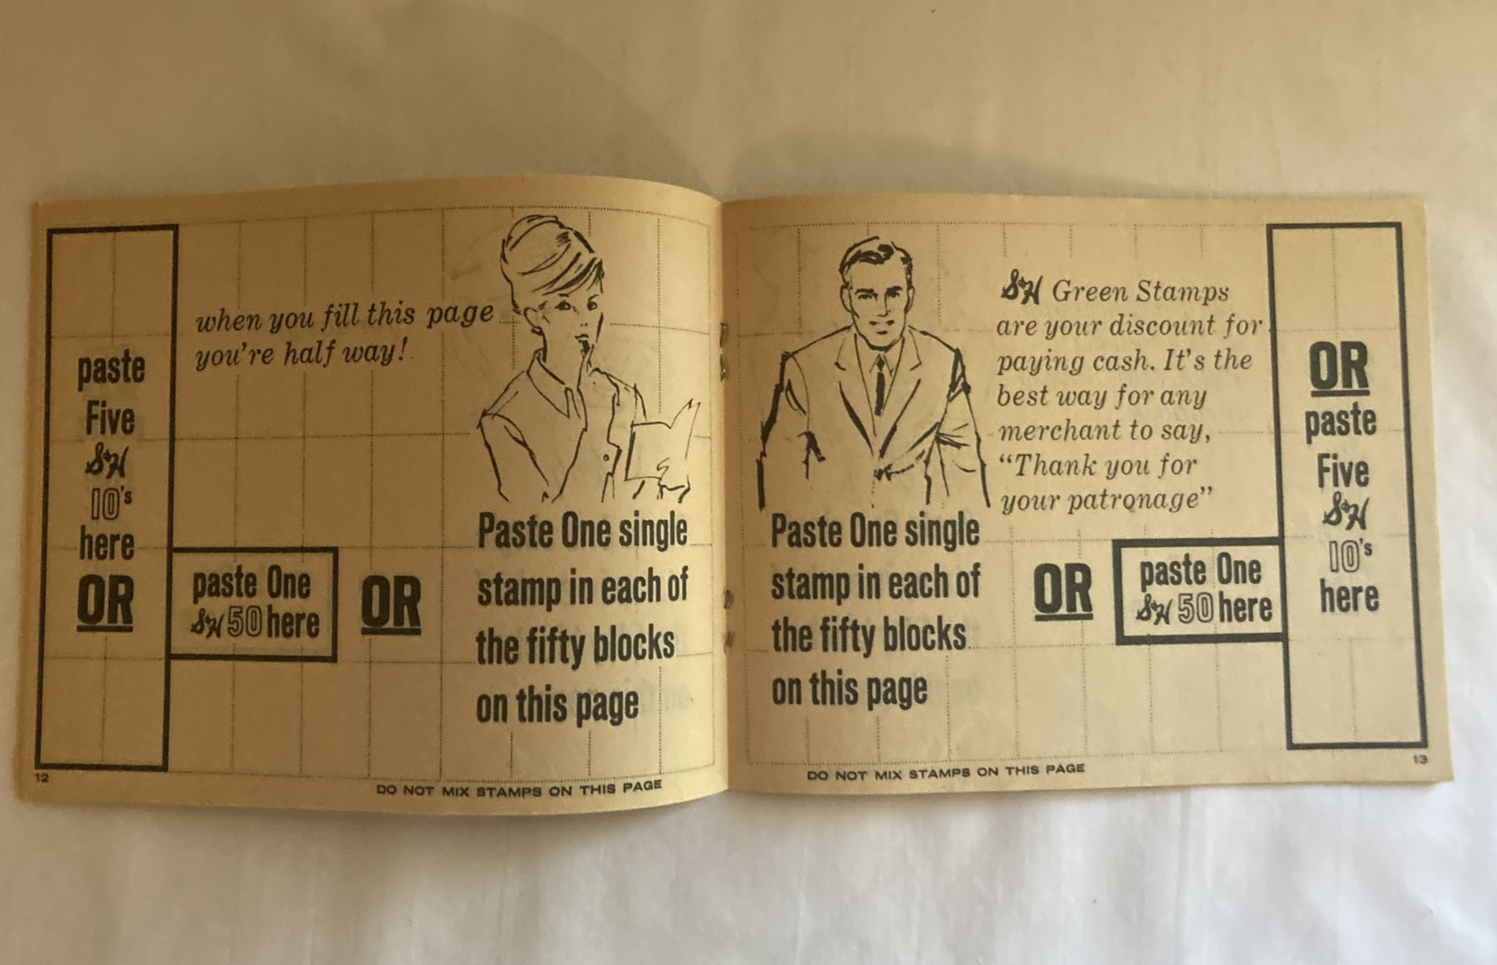 paste
Five
S&H
10's
here
OR
when you fill this page
you're half way!
paste One
S&H 50 here
OR
Paste One single
stamp in each of
the fifty blocks
on this page
12
DO NOT MIX STAMPS ON THIS PAGE
S&H Green Stamps
are your discount for
paying cash. It's the
best way for any
merchant to say,
“Thank you for
your patronage”
Paste One single
stamp in each of
the fifty blocks
on this page
OR
paste One
S&H 50 here
OR
paste
Five
S&H
10's
here
DO NOT MIX STAMPS ON THIS PAGE
13